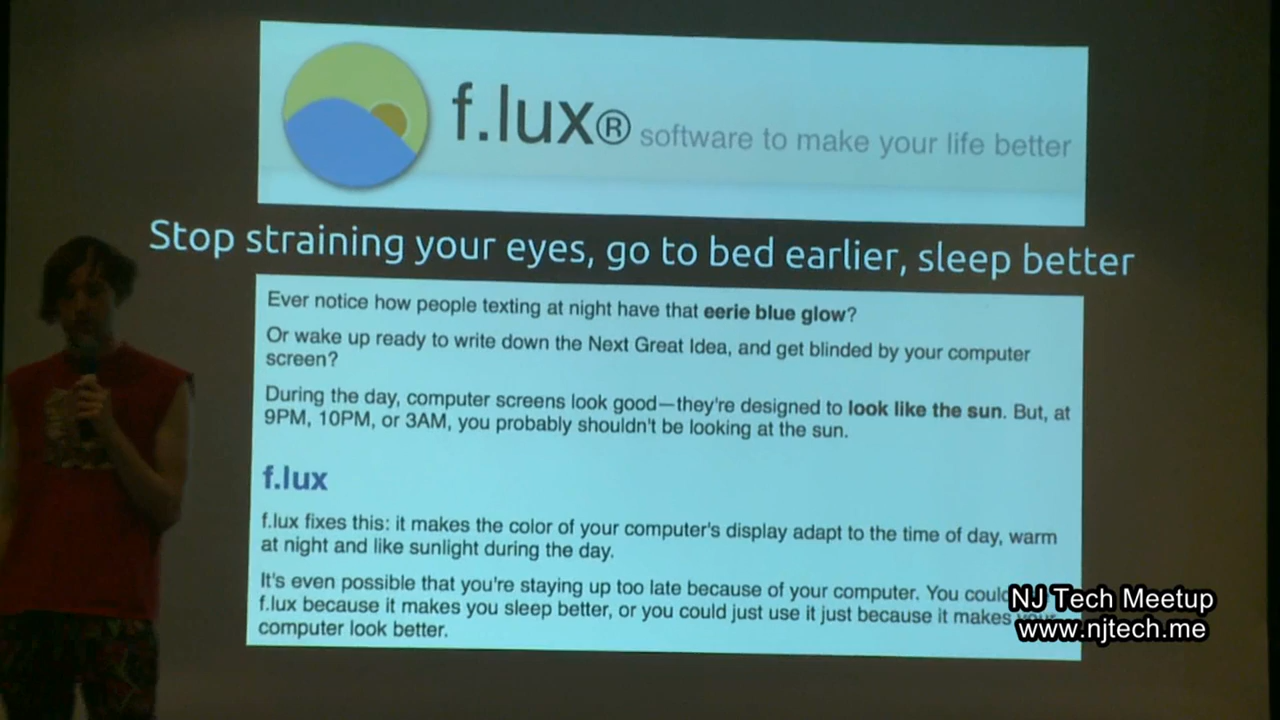 f.lux® software to make your life better
Stop straining your eyes, go to bed earlier, sleep better
Ever notice how people texting at night have that eerie blue glow?
Or wake up ready to write down the Next Great Idea, and get blinded by your computer
screen?
During the day, computer screens look good—they're designed to look like the sun. But, at
9PM, 10PM, or 3AM, you probably shouldn't be looking at the sun.
f.lux
f.lux fixes this: it makes the color of your computer's display adapt to the time of day, warm
at night and like sunlight during the day.
It's even possible that you're staying up too late because of your computer. You could
f.lux because it makes you sleep better, or you could just use it just because it makes
computer look better.
NJ Tech Meetup
www.njtech.me